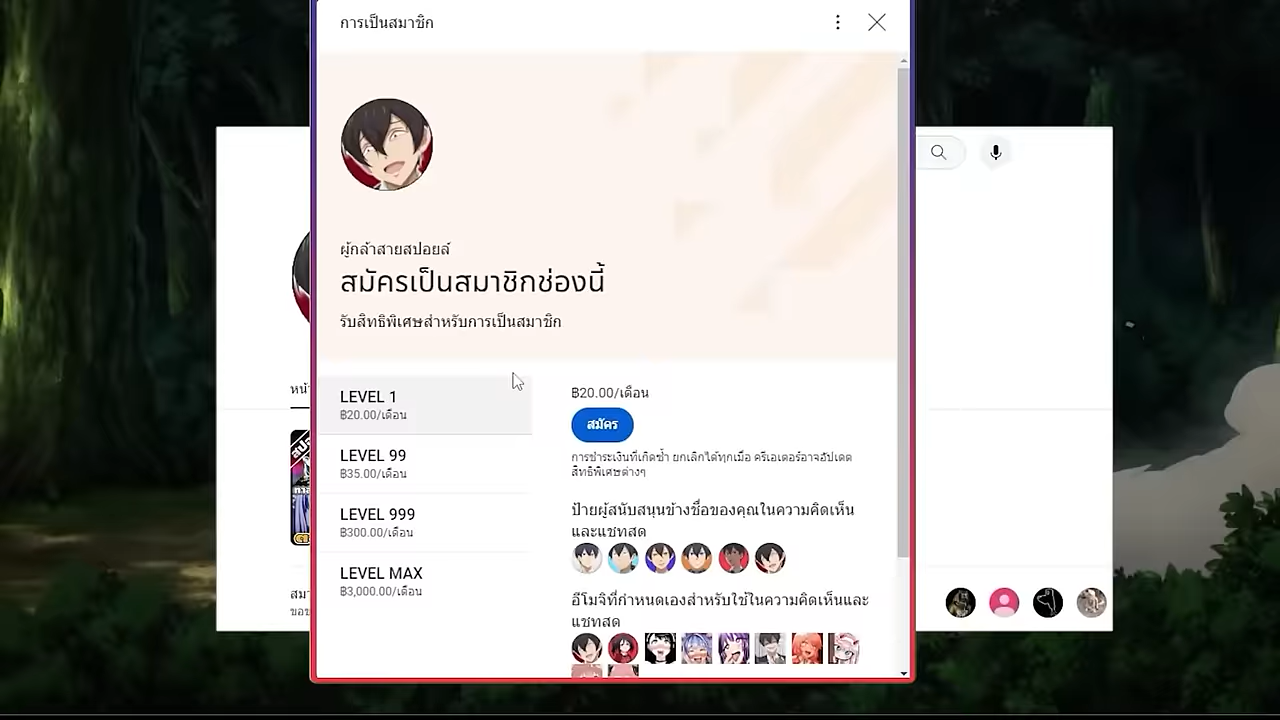 การเป็นสมาชิก
ผู้กล้าสายสปอยล์
สมัครเป็นสมาชิกช่องนี้
รับสิทธิพิเศษสำหรับการเป็นสมาชิก
หน้า
LEVEL 1
฿20.00/เดือน
LEVEL 99
฿35.00/เดือน
LEVEL 999
฿300.00/เดือน
LEVEL MAX
฿3,000.00/เดือน
฿20.00/เดือน
สมัคร
การชำระเงินที่เกิดซ้ำ ยกเลิกได้ทุกเมื่อ ครีเอเตอร์อาจอัปเดต
สิทธิพิเศษต่างๆ
ป้ายผู้สนับสนุนข้างชื่อของคุณในความคิดเห็น
และแชทสด
อีโมจิที่กำหนดเองสำหรับใช้ในความคิดเห็นและ
แชทสด